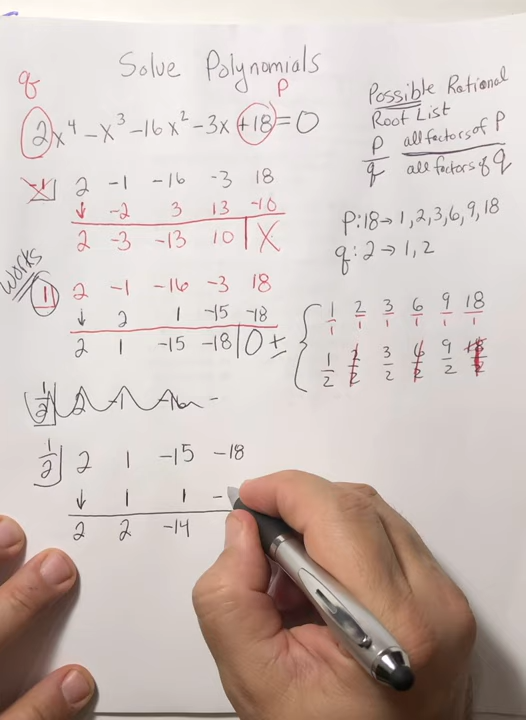 Solve Polynomials
q
P
2x⁴ - x³ - 16x² - 3x + 18 = 0
-1 2 -1 -16 -3 18
↓ -2 3 13 -10
2 -3 -13 10 X
Works
1 2 -1 -16 -3 18
↓ 2 1 -15 -18
2 1 -15 -18 0
1/2 2 -1 -16 -
1/2 2 1 -15 -18
↓ 1 1 -
2 2 -14
Possible Rational
Root List
P/q all factors of P / all factors of q
P: 18 → 1, 2, 3, 6, 9, 18
q: 2 → 1, 2
± { 1/1 2/1 3/1 6/1 9/1 18/1
1/2 2/2 3/2 6/2 9/2 18/2